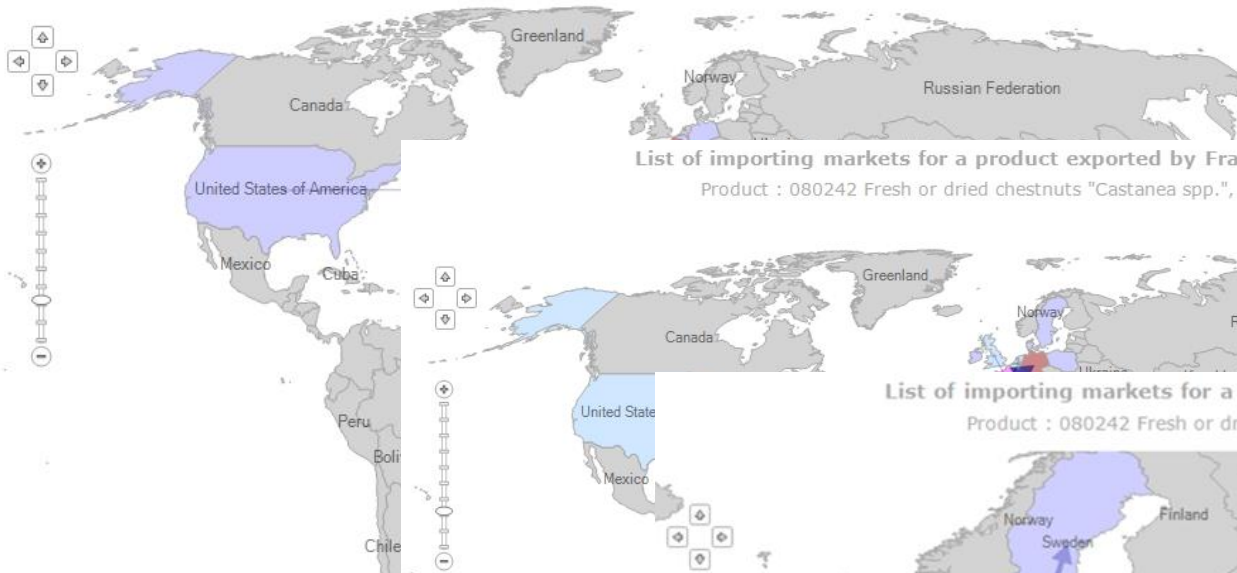 Greenland
Norway
Russian Federation
Canada
List of importing markets for a product exported by Fra
Product : 080242 Fresh or dried chestnuts "Castanea spp.",
United States of America
Mexico
Cuba
Greenland
Norway
Canada
Peru
List of importing markets for a
United State
Product : 080242 Fresh or dr
Boli
Mexico
Norway
Finland
Sweden
Chile